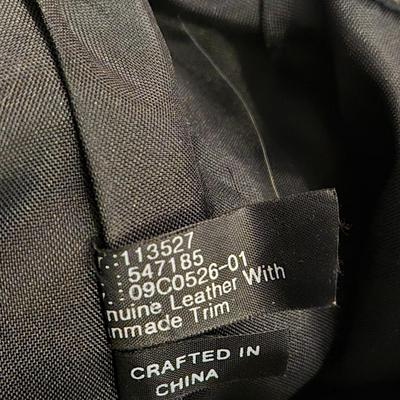 113527
547185
09C0526-01
nuine Leather With
nmade Trim
CRAFTED IN
CHINA